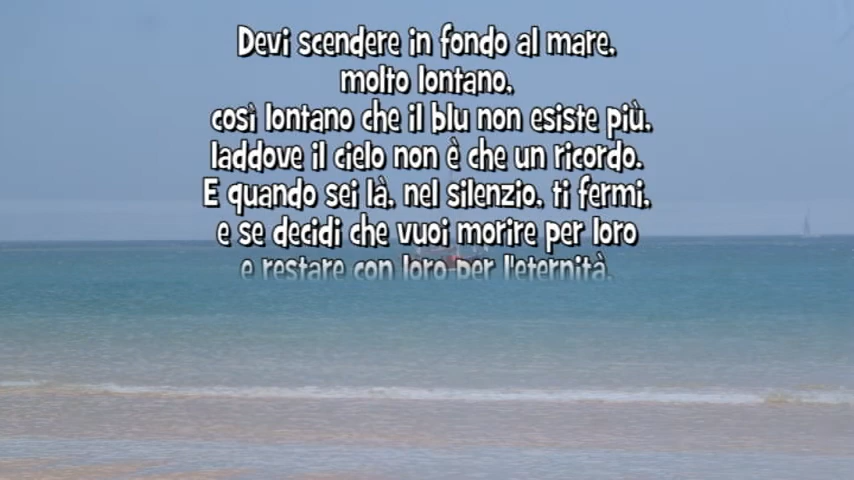 Devi scendere in fondo al mare,
molto lontano,
così lontano che il blu non esiste più,
laddove il cielo non è che un ricordo.
E quando sei là, nel silenzio, ti fermi,
e se decidi che vuoi morire per loro
e restare con loro per l'eternità,